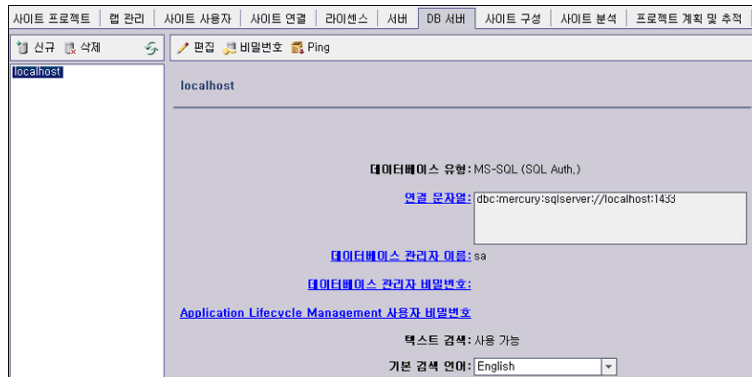 사이트 프로젝트 랩 관리 사이트 사용자 사이트 연결 라이센스 서버 DB 서버 사이트 구성 사이트 분석 프로젝트 계획 및 추적
신규 삭제 편집 비밀번호 Ping
localhost
localhost
데이터베이스 유형: MS-SQL (SQL Auth.)
연결 문자열: dbc:mercury:sqlserver://localhost:1433
데이터베이스 관리자 이름: sa
데이터베이스 관리자 비밀번호:
Application Lifecycle Management 사용자 비밀번호
텍스트 검색: 사용 가능
기본 검색 언어: English